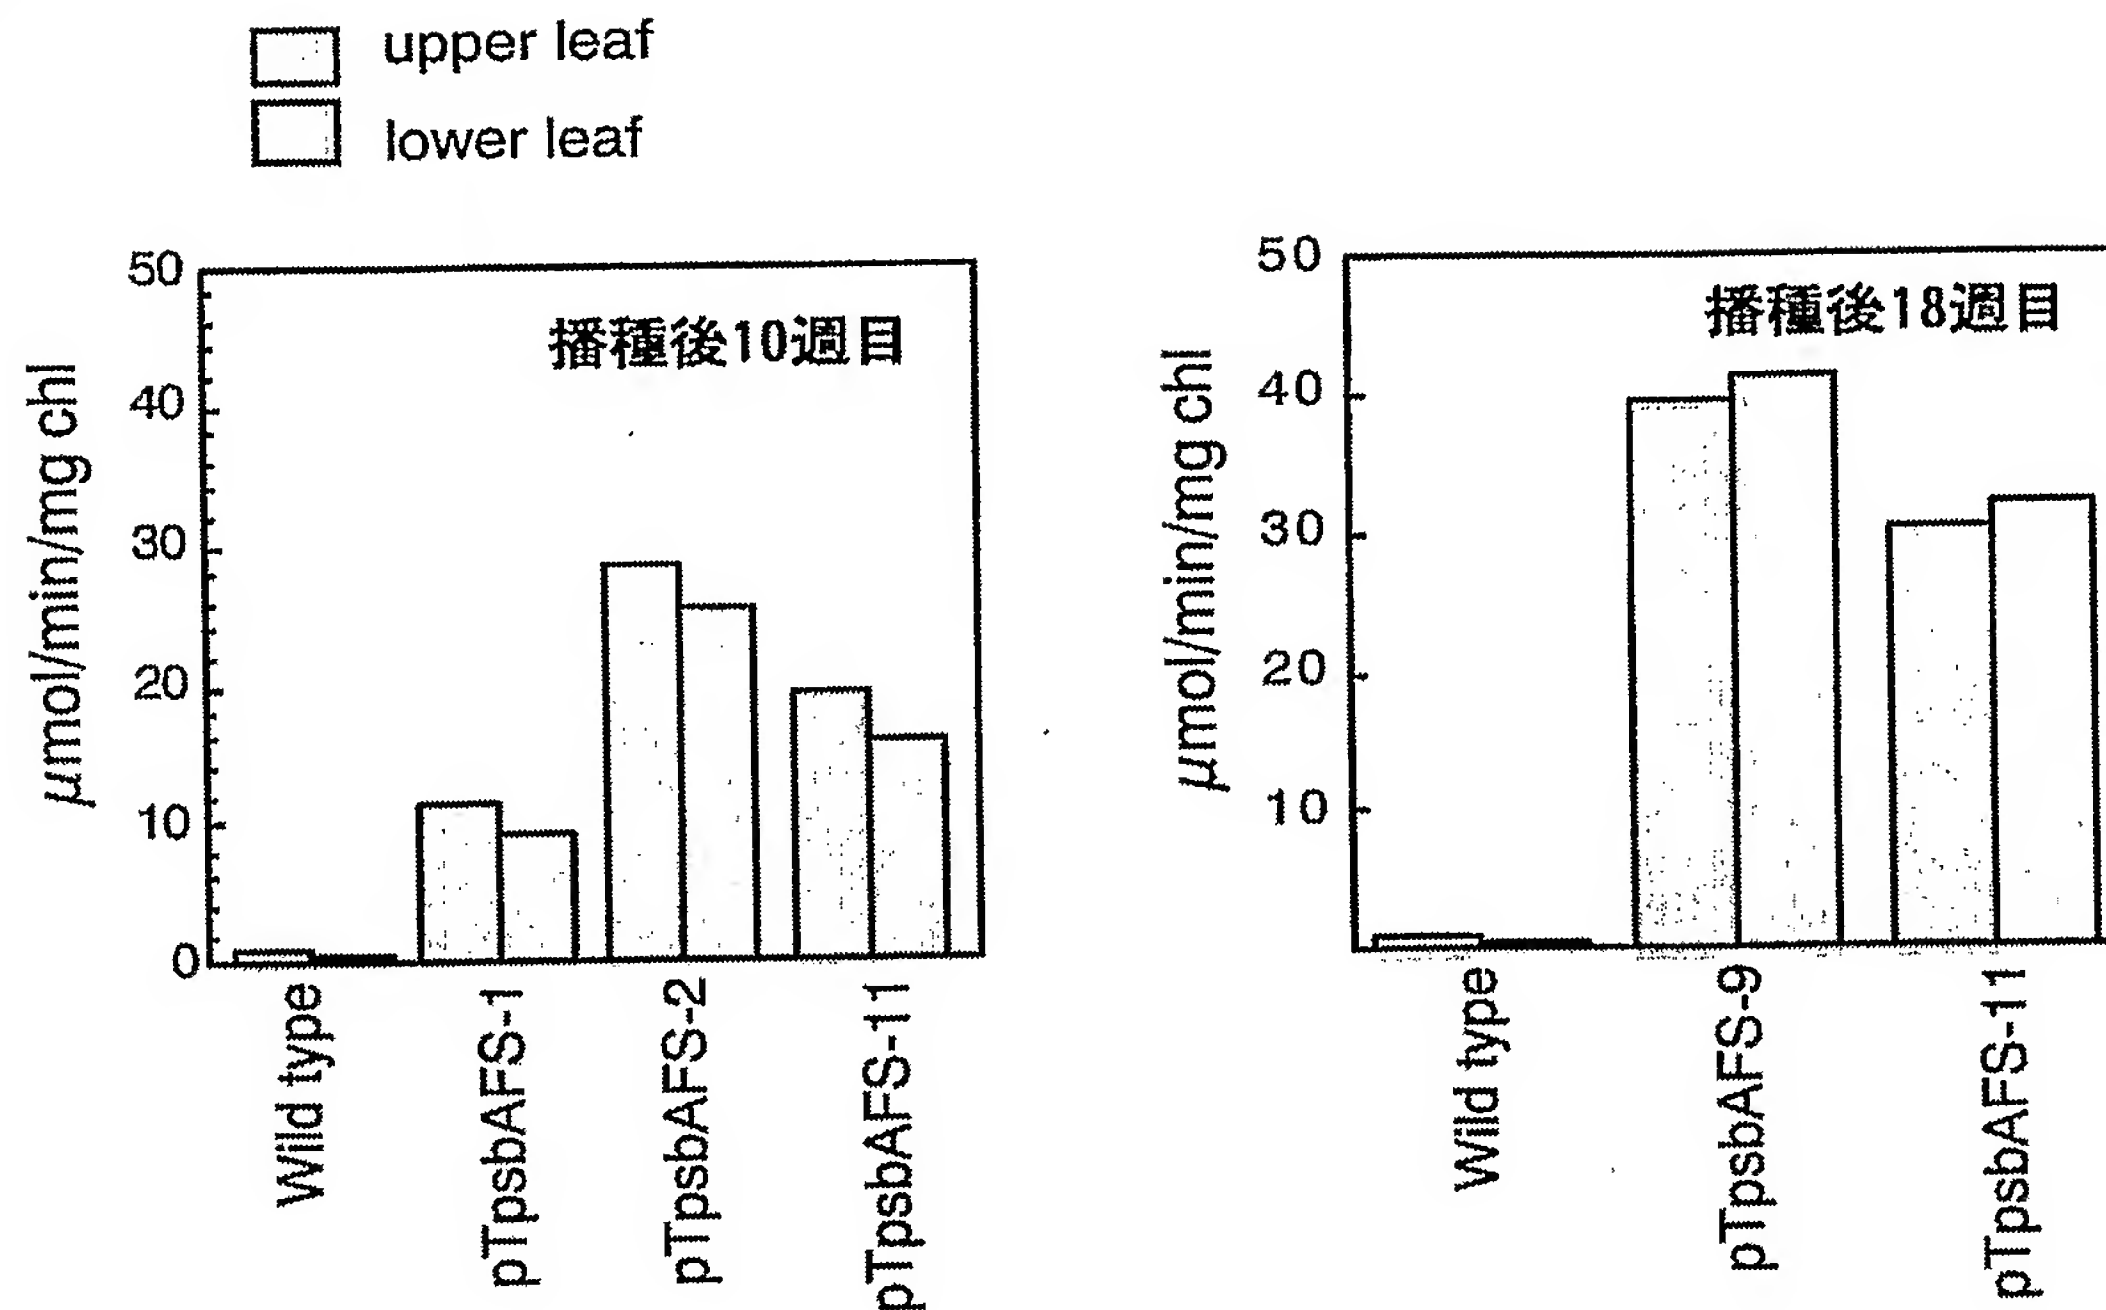 upper leaf
lower leaf
播種後10週目
μmol/min/mg chl
50
40
30
20
10
0
Wild type
pTpsbAFS-1
pTpsbAFS-2
pTpsbAFS-11
播種後18週目
μmol/min/mg chl
50
40
30
20
10
Wild type
pTpsbAFS-9
pTpsbAFS-11